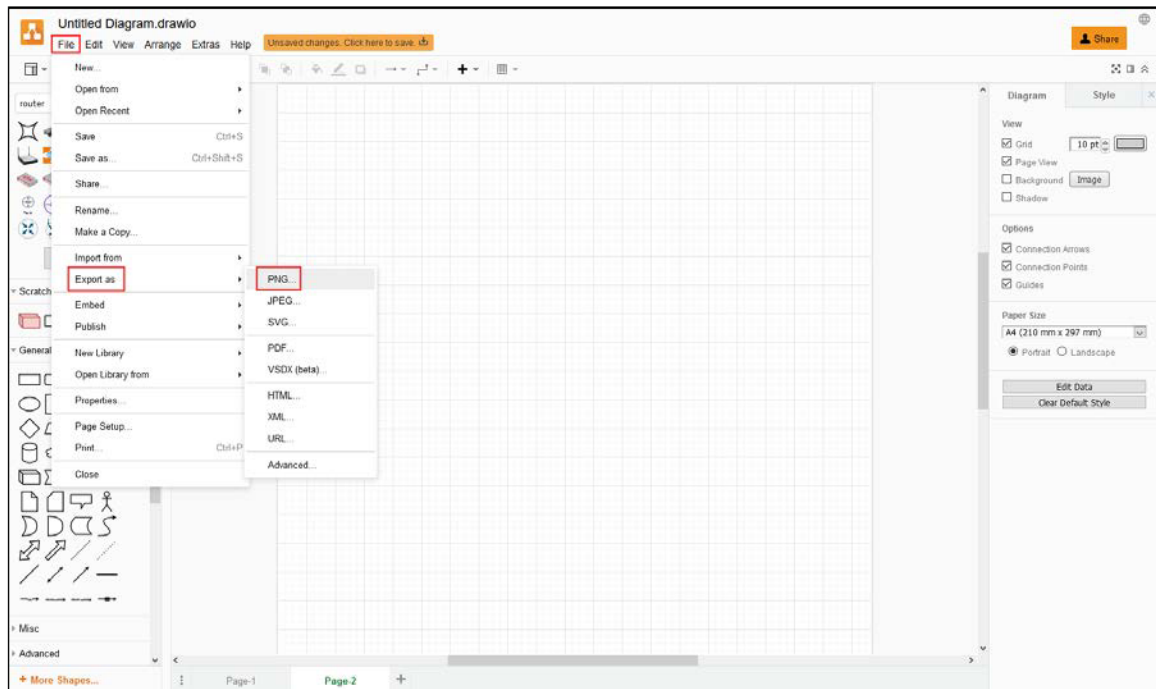 Untitled Diagram.drawio
File Edit View Arrange Extras Help Unsaved changes. Click here to save.
Share
New...
Open from
Open Recent
Save Ctrl+S
Save as... Ctrl+Shift+S
Share...
Rename...
Make a Copy...
Import from
Export as
Embed
Publish
New Library
Open Library from
Properties...
Page Setup...
Print... Ctrl+P
Close
PNG...
JPEG...
SVG...
PDF...
VSDX (beta)...
HTML...
XML...
URL...
Advanced...
router
Scratch
General
Misc
Advanced
+ More Shapes...
Page-1 Page-2
Diagram Style
View
Grid 10 pt
Page View
Background Image
Shadow
Options
Connection Arrows
Connection Points
Guides
Paper Size
A4 (210 mm x 297 mm)
Portrait Landscape
Edit Data
Clear Default Style